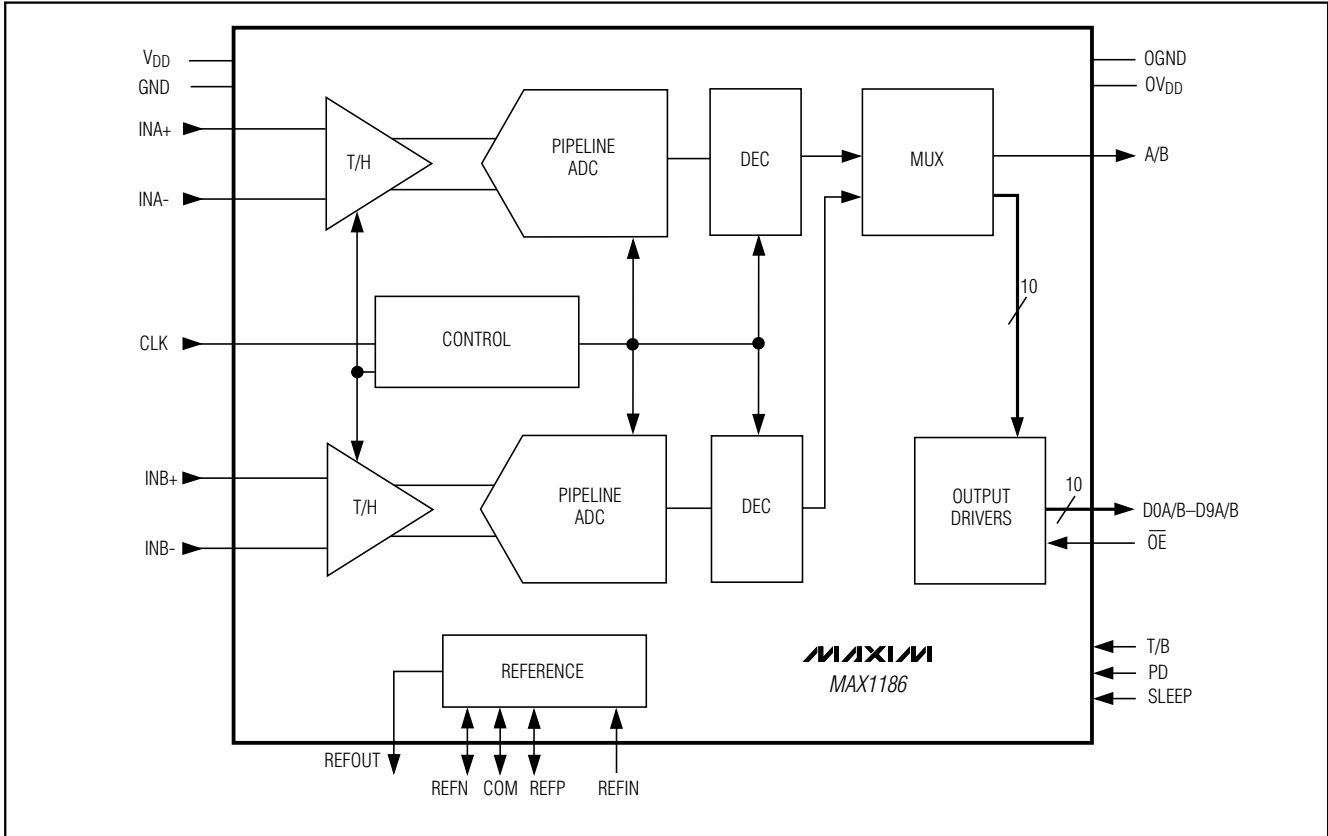 VDD
GND
INA+
INA-
CLK
INB+
INB-
T/H
PIPELINE
ADC
DEC
MUX
CONTROL
10
T/H
PIPELINE
ADC
DEC
OUTPUT
DRIVERS
10
REFERENCE
MAXIM
MAX1186
OGND
OVDD
A/B
D0A/B–D9A/B
O̅E̅
T/B
PD
SLEEP
REFOUT
REFN
COM
REFP
REFIN